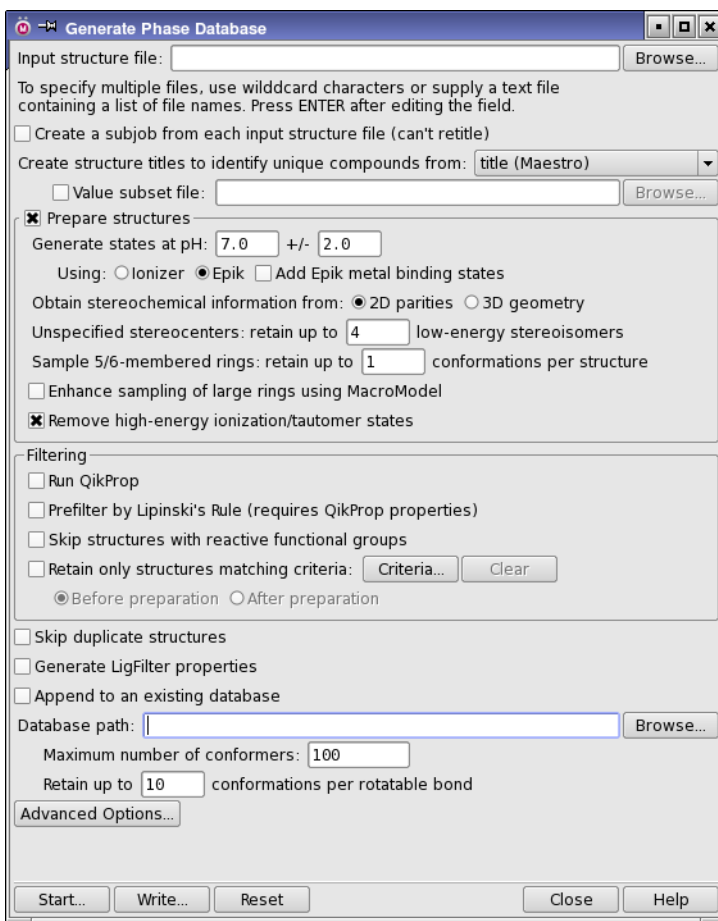 Generate Phase Database
Input structure file: Browse...
To specify multiple files, use wilddcard characters or supply a text file
containing a list of file names. Press ENTER after editing the field.
Create a subjob from each input structure file (can't retitle)
Create structure titles to identify unique compounds from: title (Maestro)
Value subset file: Browse...
Prepare structures
Generate states at pH: 7.0 +/- 2.0
Using: Ionizer Epik Add Epik metal binding states
Obtain stereochemical information from: 2D parities 3D geometry
Unspecified stereocenters: retain up to 4 low-energy stereoisomers
Sample 5/6-membered rings: retain up to 1 conformations per structure
Enhance sampling of large rings using MacroModel
Remove high-energy ionization/tautomer states
Filtering
Run QikProp
Prefilter by Lipinski's Rule (requires QikProp properties)
Skip structures with reactive functional groups
Retain only structures matching criteria: Criteria... Clear
Before preparation After preparation
Skip duplicate structures
Generate LigFilter properties
Append to an existing database
Database path: Browse...
Maximum number of conformers: 100
Retain up to 10 conformations per rotatable bond
Advanced Options...
Start... Write... Reset Close Help